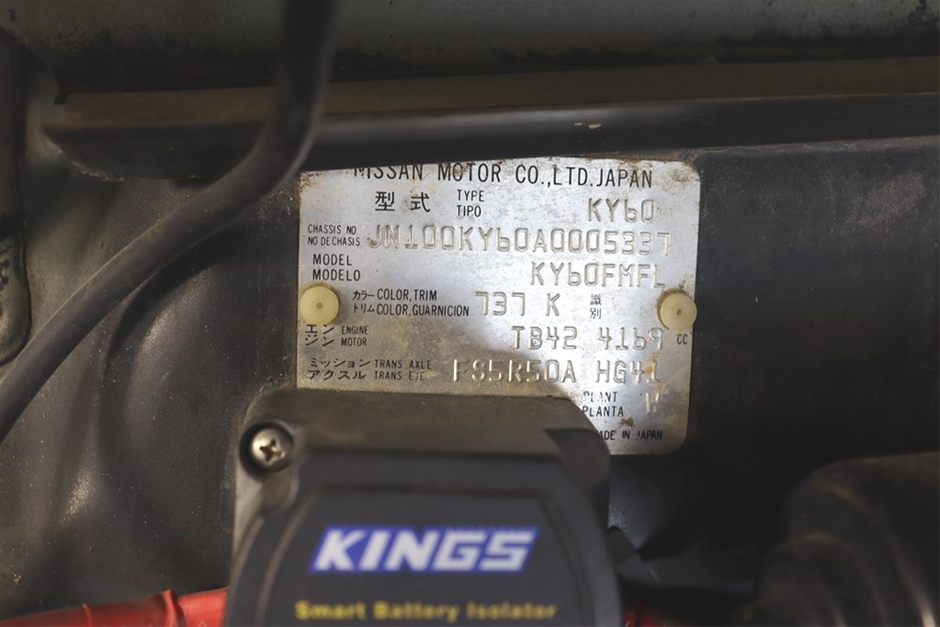 NISSAN MOTOR CO.,LTD.JAPAN
型式 TYPE TIPO KY60
CHASSIS NO NO DE CHASIS JN100KY60A0005337
MODEL MODELO KY60FMFL
カラー COLOR,TRIM トリム COLOR,GUARNICION 737 K 識別
エンジン ENGINE MOTOR TB42 4169 CC
ミッション TRANS AXLE アクスル TRANS EJE FS5R50A HG41
PLANT PLANTA
MADE IN JAPAN
KINGS
Smart Battery Isolator